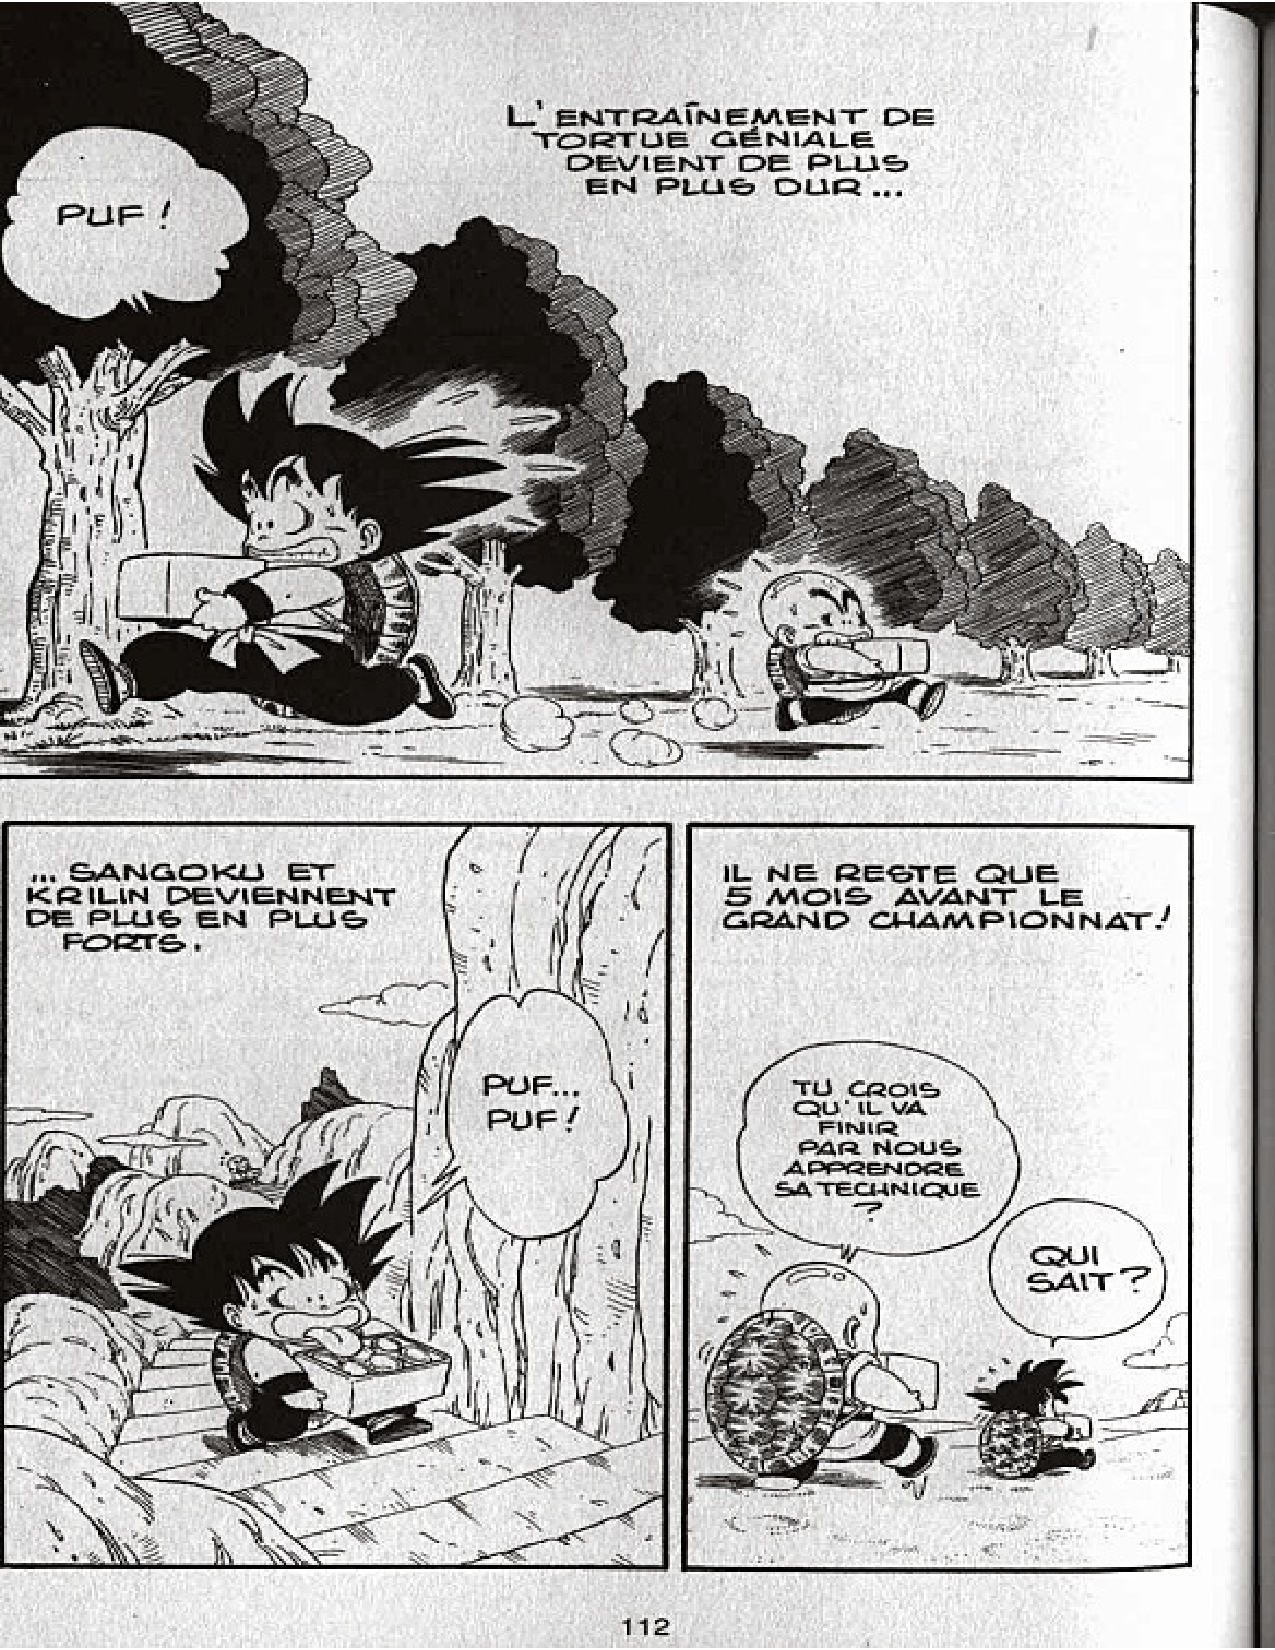 L'ENTRAÎNEMENT DE
TORTUE GÉNIALE
DEVIENT DE PLUS
EN PLUS DUR...
PUF !
... SANGOKU ET
KRILIN DEVIENNENT
DE PLUS EN PLUS
FORTS.
PUF...
PUF !
IL NE RESTE QUE
5 MOIS AVANT LE
GRAND CHAMPIONNAT !
TU CROIS
QU'IL VA
FINIR
PAR NOUS
APPRENDRE
SA TECHNIQUE
?
QUI
SAIT ?
112